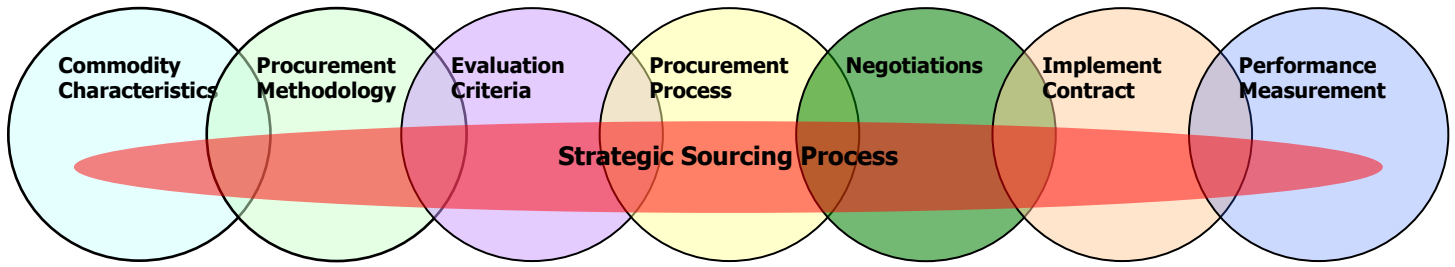 Commodity
Characteristics
Procurement
Methodology
Evaluation
Criteria
Procurement
Process
Negotiations
Implement
Contract
Performance
Measurement
Strategic Sourcing Process